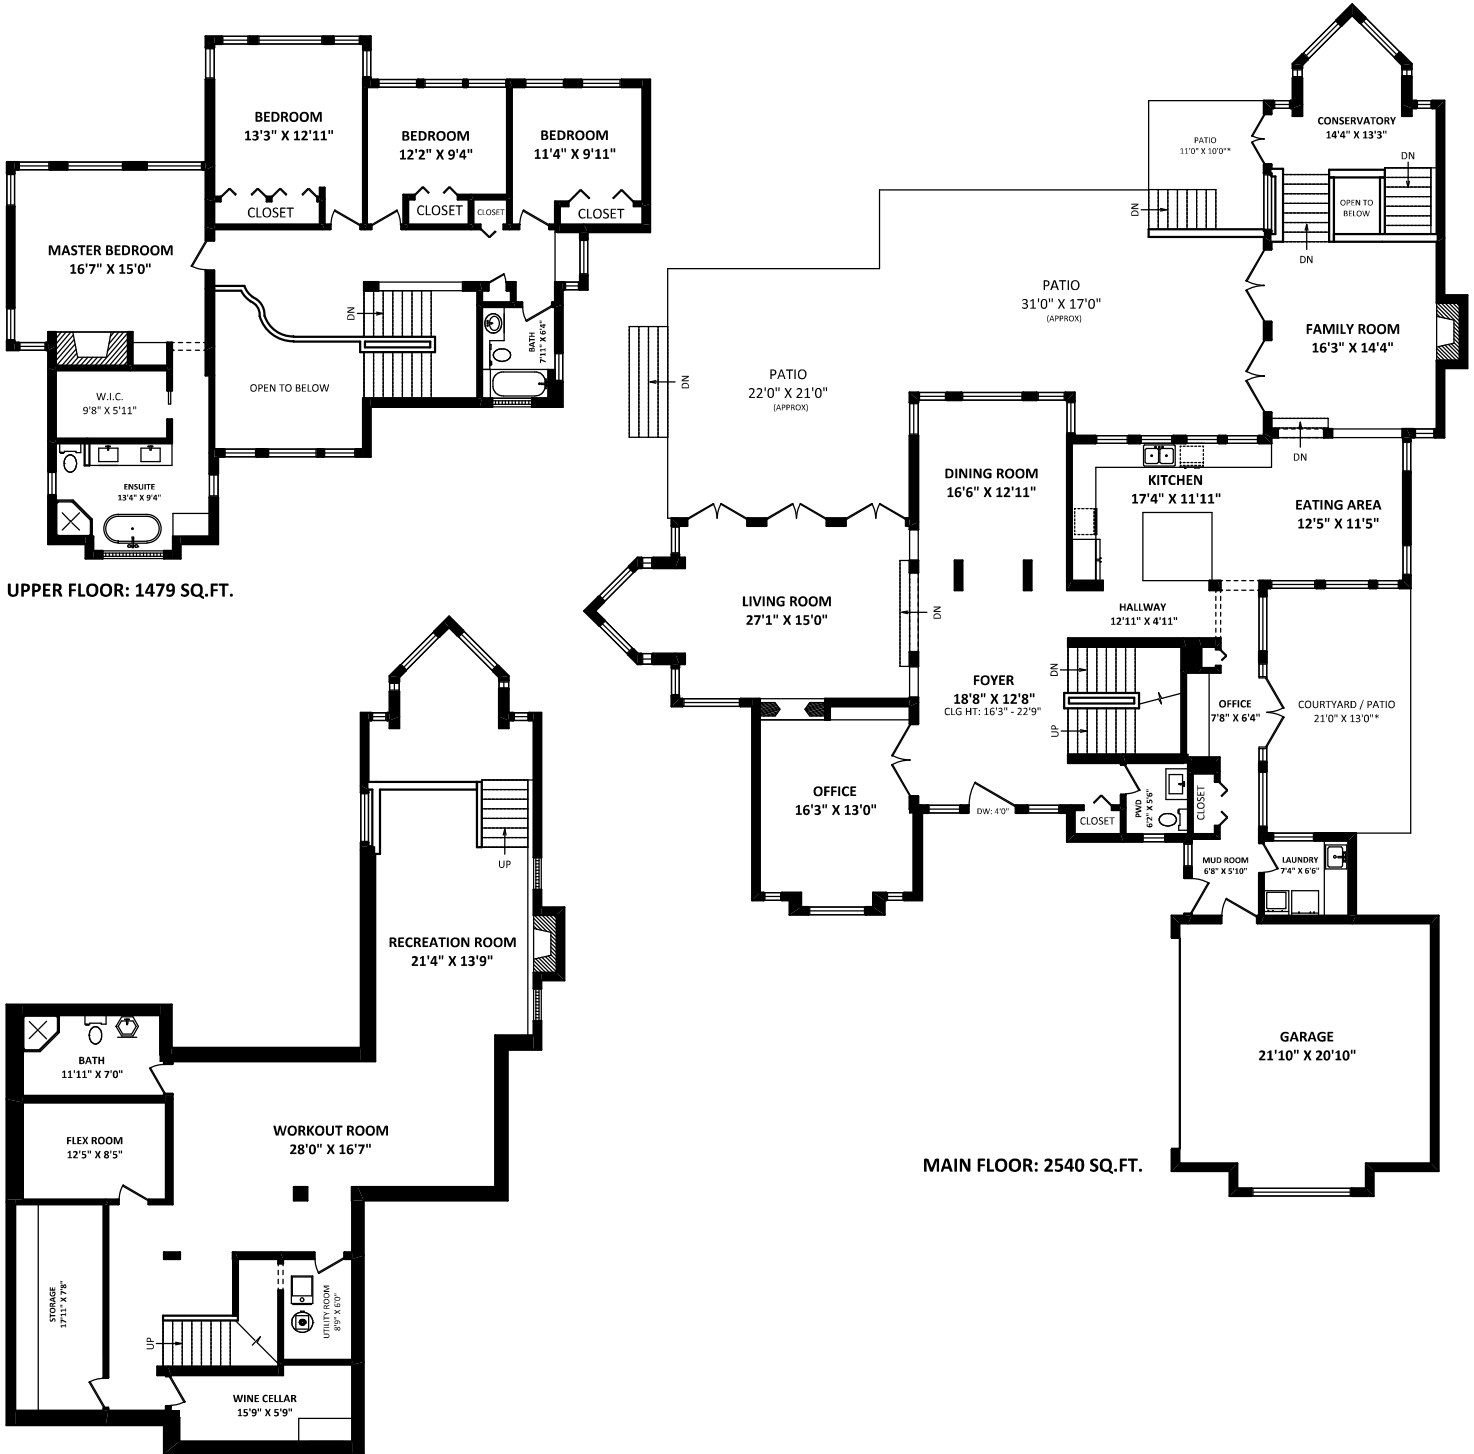 BEDROOM
13'3" X 12'11"
CLOSET
BEDROOM
12'2" X 9'4"
CLOSET
CLOSET
BEDROOM
11'4" X 9'11"
CLOSET
MASTER BEDROOM
16'7" X 15'0"
DN
BATH
7'11" X 6'4"
OPEN TO BELOW
W.I.C.
9'8" X 5'11"
ENSUITE
13'4" X 9'4"
UPPER FLOOR: 1479 SQ.FT.
CONSERVATORY
14'4" X 13'3"
PATIO
11'0" X 10'0"*
DN
DN
OPEN TO
BELOW
DN
PATIO
31'0" X 17'0"
(APPROX)
FAMILY ROOM
16'3" X 14'4"
PATIO
22'0" X 21'0"
(APPROX)
DN
DN
DINING ROOM
16'6" X 12'11"
KITCHEN
17'4" X 11'11"
EATING AREA
12'5" X 11'5"
LIVING ROOM
27'1" X 15'0"
DN
HALLWAY
12'11" X 4'11"
FOYER
18'8" X 12'8"
CLG HT: 16'3" - 22'9"
DN
UP
OFFICE
7'8" X 6'4"
COURTYARD / PATIO
21'0" X 13'0"*
OFFICE
16'3" X 13'0"
DW: 4'0"
CLOSET
PWD
6'2" X 5'6"
CLOSET
MUD ROOM
6'8" X 5'10"
LAUNDRY
7'4" X 6'6"
GARAGE
21'10" X 20'10"
MAIN FLOOR: 2540 SQ.FT.
UP
RECREATION ROOM
21'4" X 13'9"
BATH
11'11" X 7'0"
FLEX ROOM
12'5" X 8'5"
WORKOUT ROOM
28'0" X 16'7"
STORAGE
17'11" X 7'8"
UP
UTILITY ROOM
8'9" X 6'0"
WINE CELLAR
15'9" X 5'9"